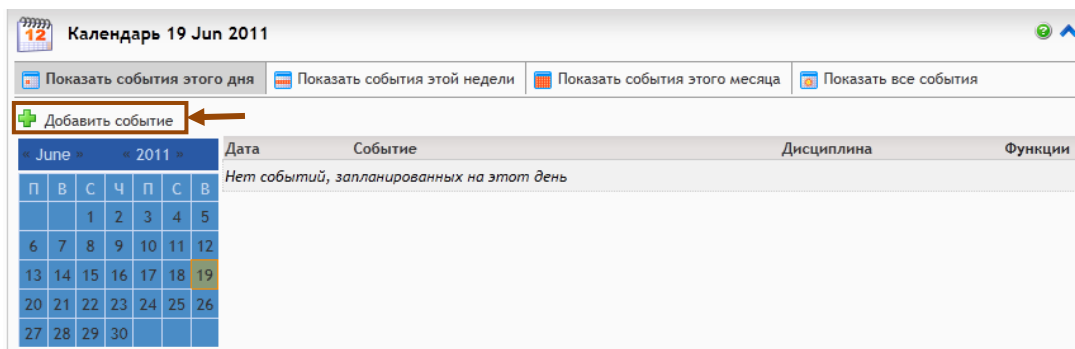 12 Календарь 19 Jun 2011 ?
Показать события этого дня Показать события этой недели Показать события этого месяца Показать все события
Добавить событие
« June » « 2011 » Дата Событие Дисциплина Функции
П В С Ч П С В Нет событий, запланированных на этот день
1 2 3 4 5
6 7 8 9 10 11 12
13 14 15 16 17 18 19
20 21 22 23 24 25 26
27 28 29 30